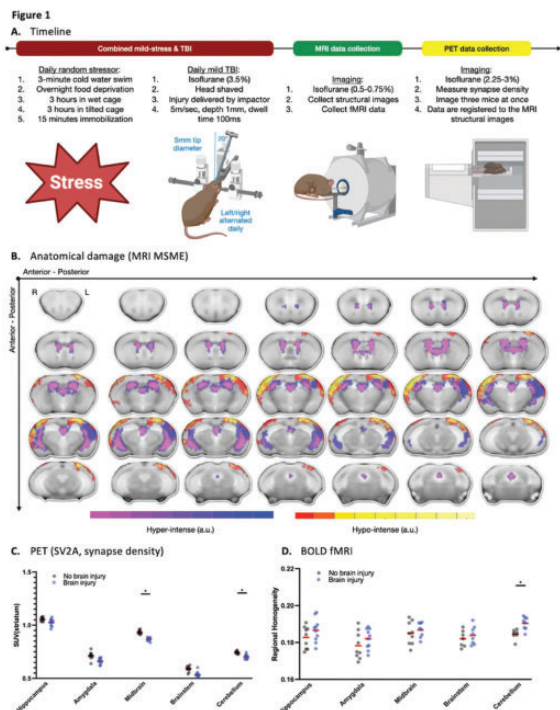 Figure 1
A. Timeline
Combined mild-stress & TBI
MRI data collection
PET data collection
Daily random stressor:
1. 3-minute cold water swim
2. Overnight food deprivation
3. 3 hours in wet cage
4. 3 hours in tilted cage
5. 15 minutes immobilization
Daily mild TBI:
1. Isoflurane (3.5%)
2. Head shaved
3. Injury delivered by impactor
4. 5m/sec, depth 1mm, dwell
time 100ms
Imaging:
1. Isoflurane (0.5-0.75%)
2. Collect structural images
3. Collect fMRI data
Imaging:
1. Isoflurane (2.25-3%)
2. Measure synapse density
3. Image three mice at once
4. Data are registered to the MRI
structural images
Stress
5mm tip
diameter
20°
Left/right
alternated
daily
B. Anatomical damage (MRI MSME)
Anterior - Posterior
Anterior - Posterior
R L
Hyper-intense (a.u.)
Hypo-intense (a.u.)
C. PET (SV2A, synapse density)
No brain injury
Brain injury
SUV(striatum)
1.5
1.0
0.5
*
*
Hippocampus
Amygdala
Midbrain
Brainstem
Cerebellum
D. BOLD fMRI
No brain injury
Brain injury
Regional Homogeneity
0.22
0.20
0.18
0.16
*
Hippocampus
Amygdala
Midbrain
Brainstem
Cerebellum